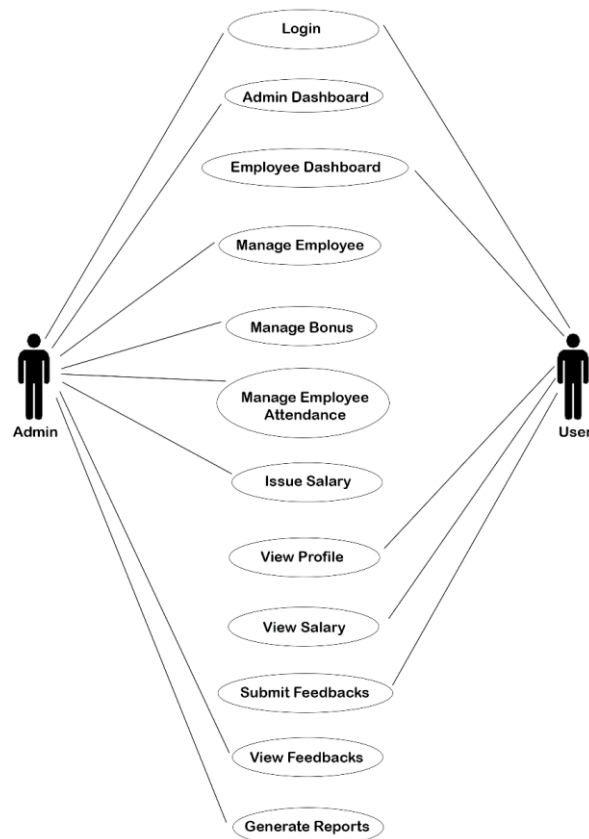 Login
Admin Dashboard
Employee Dashboard
Manage Employee
Manage Bonus
Manage Employee
Attendance
Admin
User
Issue Salary
View Profile
View Salary
Submit Feedbacks
View Feedbacks
Generate Reports